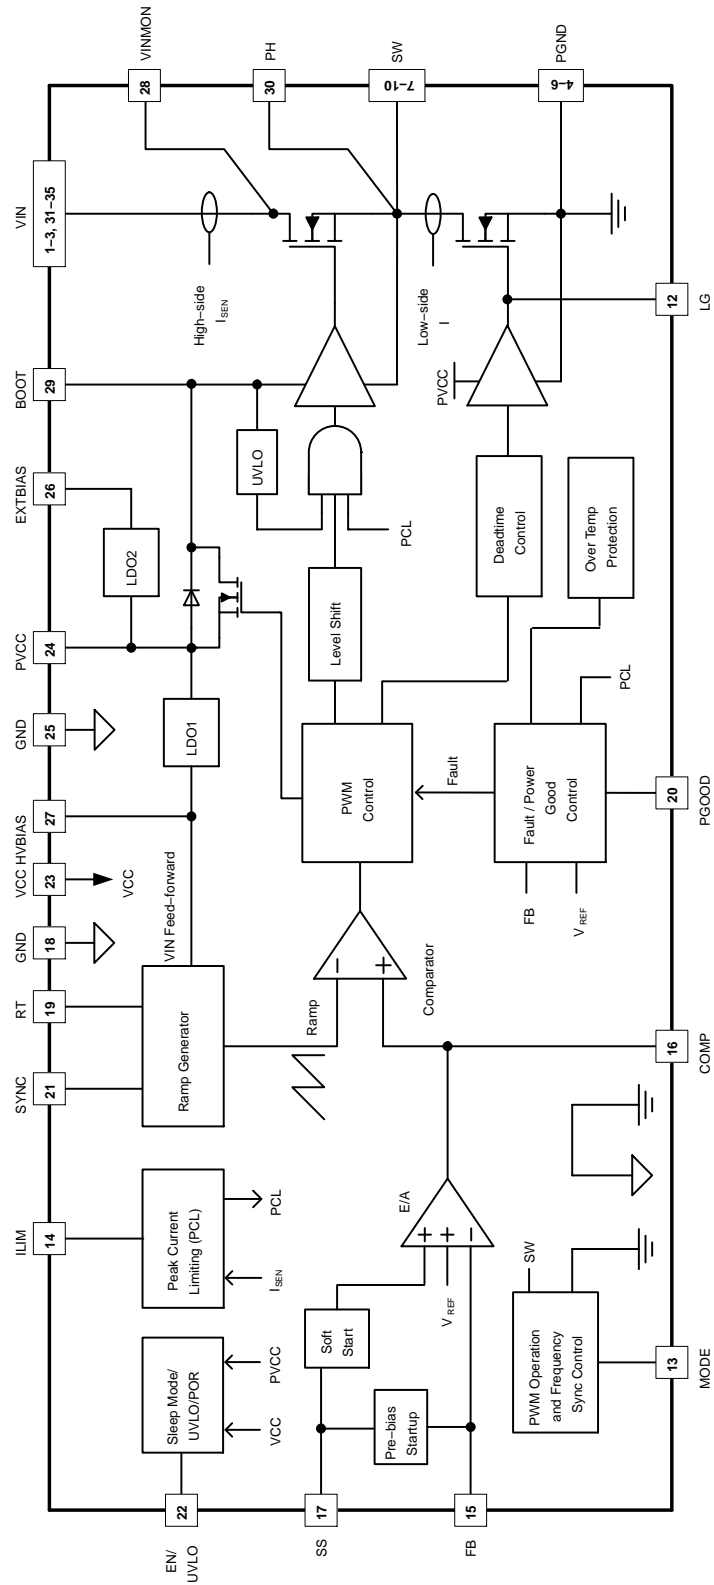 VIN
1–3, 31–35
VINMON
28
PH
30
SW
7–10
PGND
4–6
BOOT
29
EXTBIAS
26
PVCC
24
GND
25
HVBIAS
27
VCC
23
GND
18
RT
19
SYNC
21
ILIM
14
EN/
UVLO
22
SS
17
FB
15
LG
12
PGOOD
20
COMP
16
MODE
13
High–side
ISEN
Low–side
I
PVCC
UVLO
PCL
LDO2
LDO1
Level Shift
Deadtime
Control
Over Temp
Protection
PWM
Control
Fault
Fault / Power
Good
Control
PCL
FB
V REF
VCC
VIN Feed–forward
Ramp Generator
Ramp
Comparator
–
+
Peak Current
Limiting (PCL)
PCL
ISEN
Sleep Mode/
UVLO/POR
PVCC
VCC
Soft
Start
Pre–bias
Startup
V REF
E/A
+
+
–
SW
PWM Operation
and Frequency
Sync Control